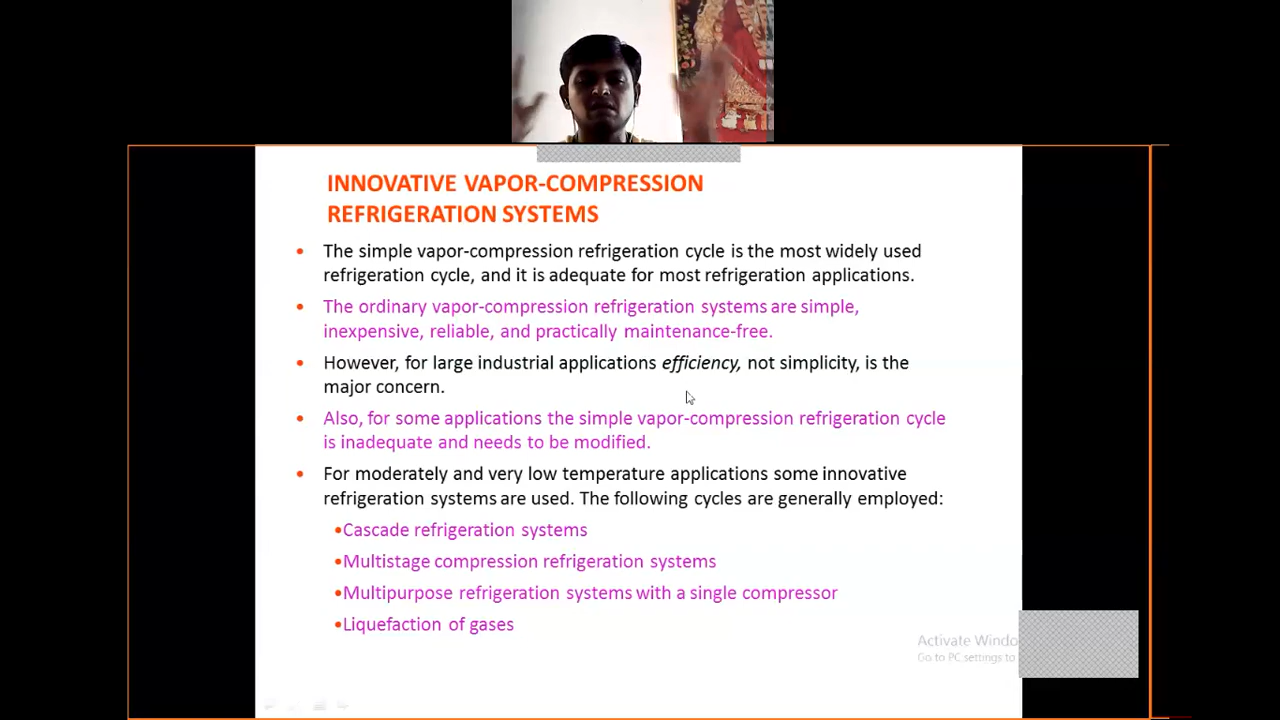 INNOVATIVE VAPOR-COMPRESSION
REFRIGERATION SYSTEMS
• The simple vapor-compression refrigeration cycle is the most widely used
refrigeration cycle, and it is adequate for most refrigeration applications.
• The ordinary vapor-compression refrigeration systems are simple,
inexpensive, reliable, and practically maintenance-free.
• However, for large industrial applications efficiency, not simplicity, is the
major concern.
• Also, for some applications the simple vapor-compression refrigeration cycle
is inadequate and needs to be modified.
• For moderately and very low temperature applications some innovative
refrigeration systems are used. The following cycles are generally employed:
•Cascade refrigeration systems
•Multistage compression refrigeration systems
•Multipurpose refrigeration systems with a single compressor
•Liquefaction of gases
Activate Windo
Go to PC settings to